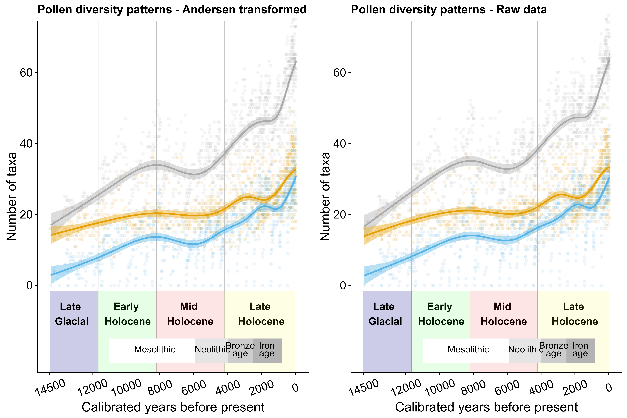 Pollen diversity patterns - Andersen transformed
Number of taxa
60
40
20
0
Late Glacial
Early Holocene
Mid Holocene
Late Holocene
Mesolithic
Neolithic
Bronze age
Iron age
14500
12000
10000
8000
6000
4000
2000
0
Calibrated years before present
Pollen diversity patterns - Raw data
Number of taxa
60
40
20
0
Late Glacial
Early Holocene
Mid Holocene
Late Holocene
Mesolithic
Neolithic
Bronze age
Iron age
14500
12000
10000
8000
6000
4000
2000
0
Calibrated years before present